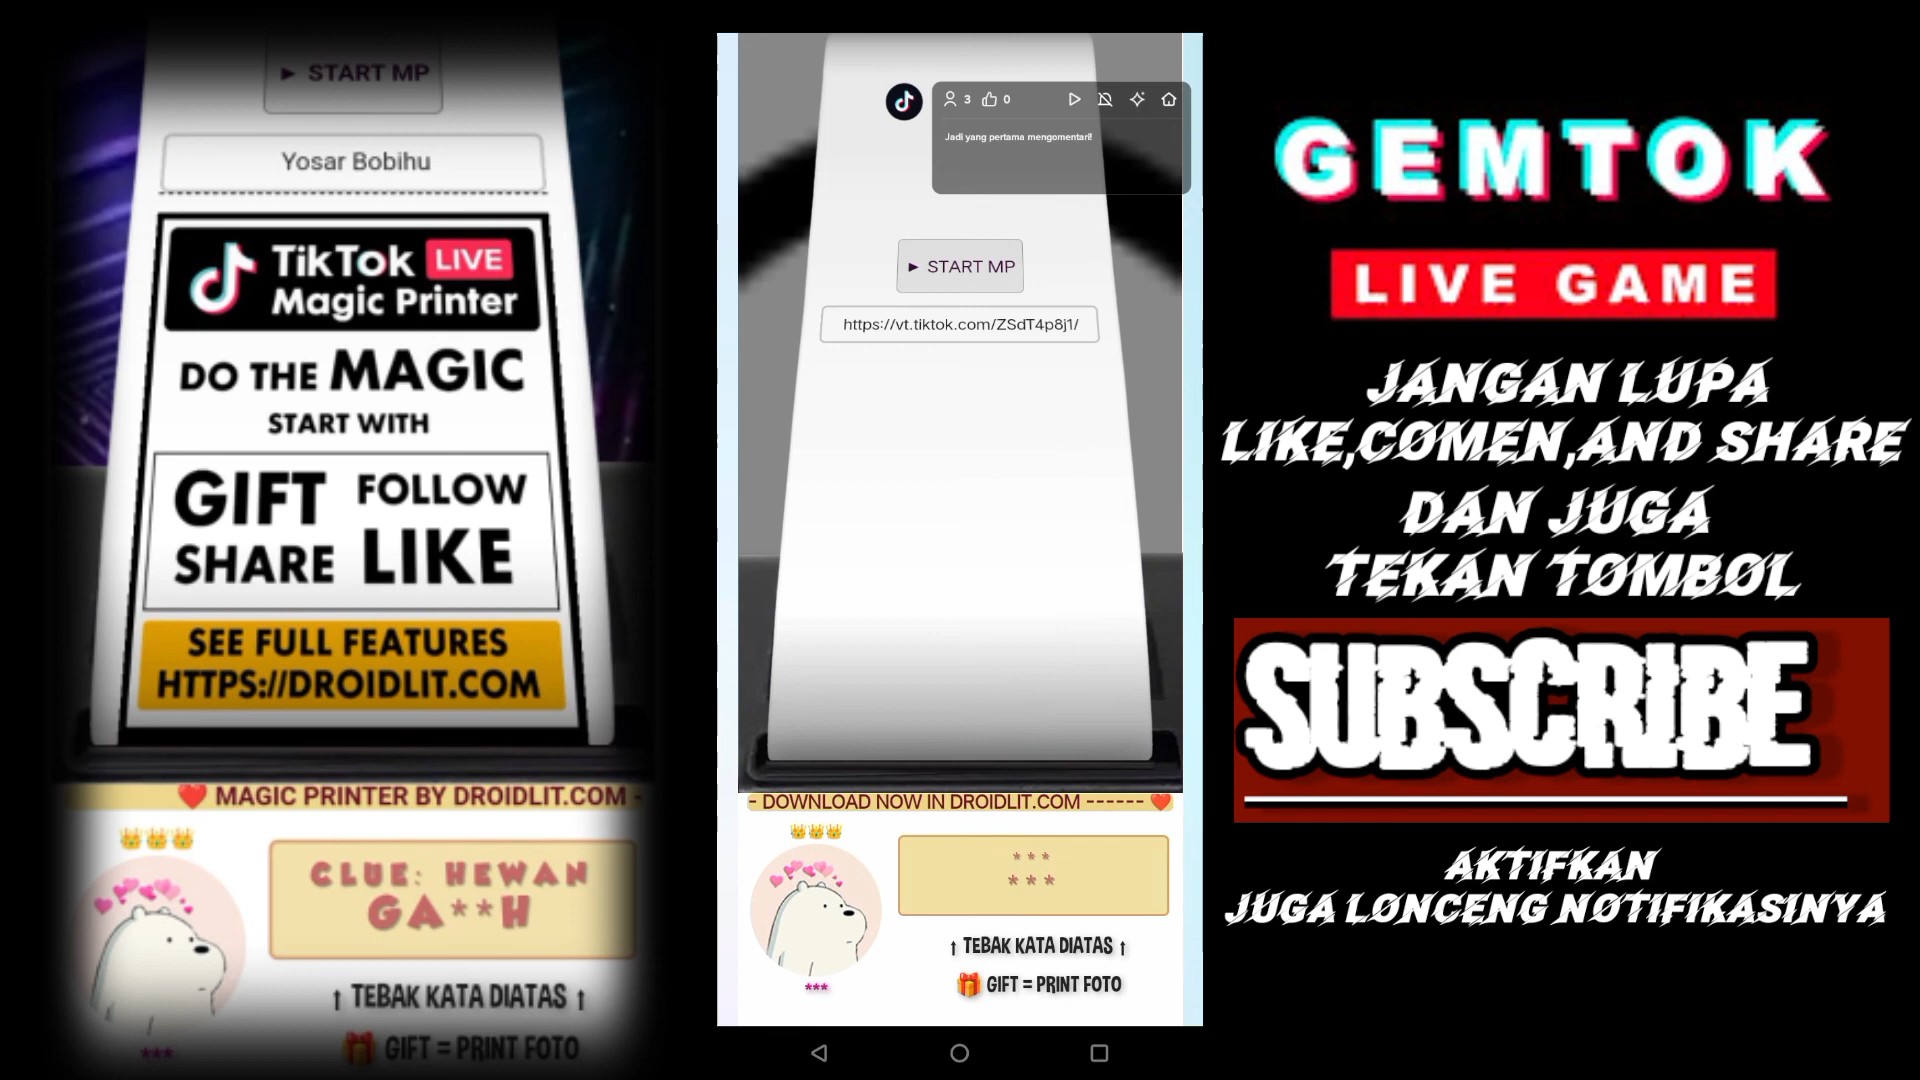 ► START MP
Yosar Bobihu
TikTok LIVE
Magic Printer
DO THE MAGIC
START WITH
GIFT FOLLOW
SHARE LIKE
SEE FULL FEATURES
HTTPS://DROIDLIT.COM
❤️ MAGIC PRINTER BY DROIDLIT.COM -
CLUE: HEWAN
GA**H
↑ TEBAK KATA DIATAS ↑
***
🎁 GIFT = PRINT FOTO
3 0
Jadi yang pertama mengomentari!
► START MP
https://vt.tiktok.com/ZSdT4p8j1/
- DOWNLOAD NOW IN DROIDLIT.COM ------ ❤️
***
***
↑ TEBAK KATA DIATAS ↑
***
🎁 GIFT = PRINT FOTO
GEMTOK
LIVE GAME
JANGAN LUPA
LIKE,COMEN,AND SHARE
DAN JUGA
TEKAN TOMBOL
SUBSCRIBE
AKTIFKAN
JUGA LONCENG NOTIFIKASINYA